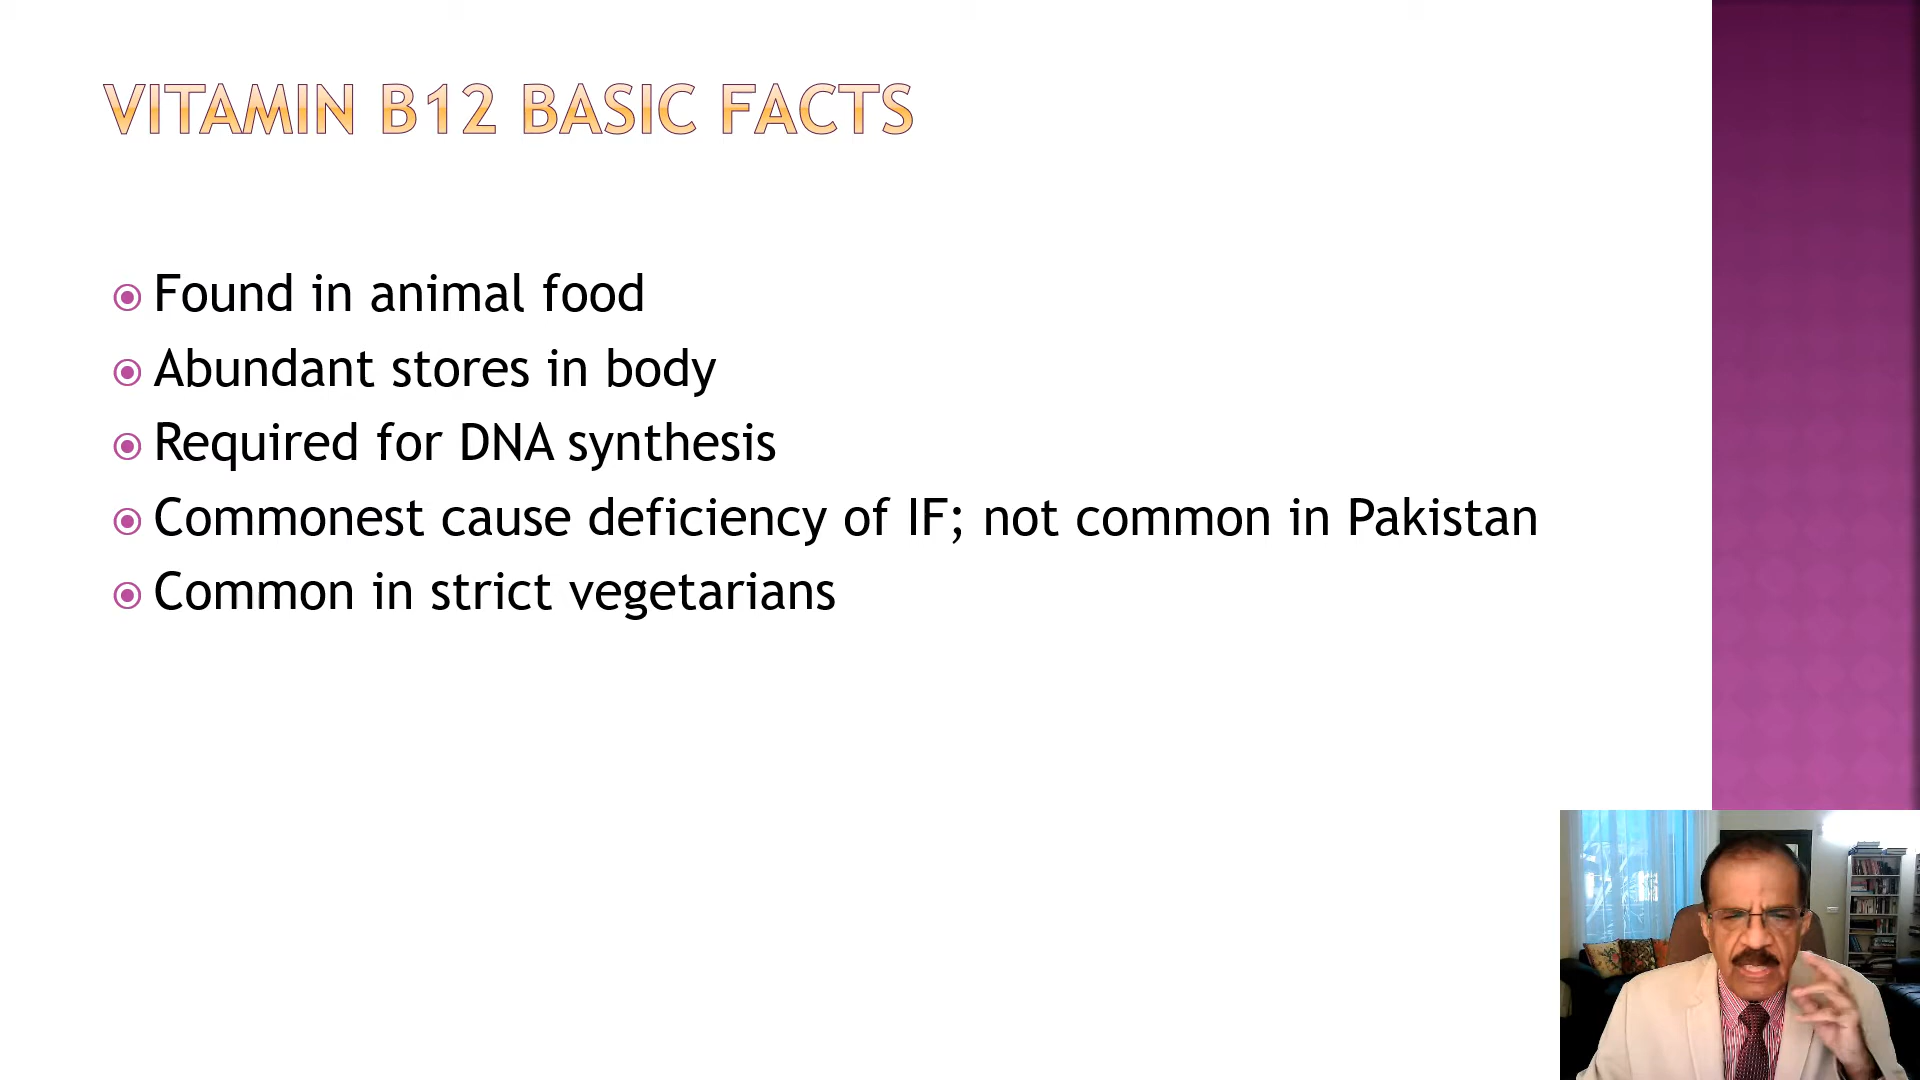 VITAMIN B12 BASIC FACTS
Found in animal food
Abundant stores in body
Required for DNA synthesis
Commonest cause deficiency of IF; not common in Pakistan
Common in strict vegetarians